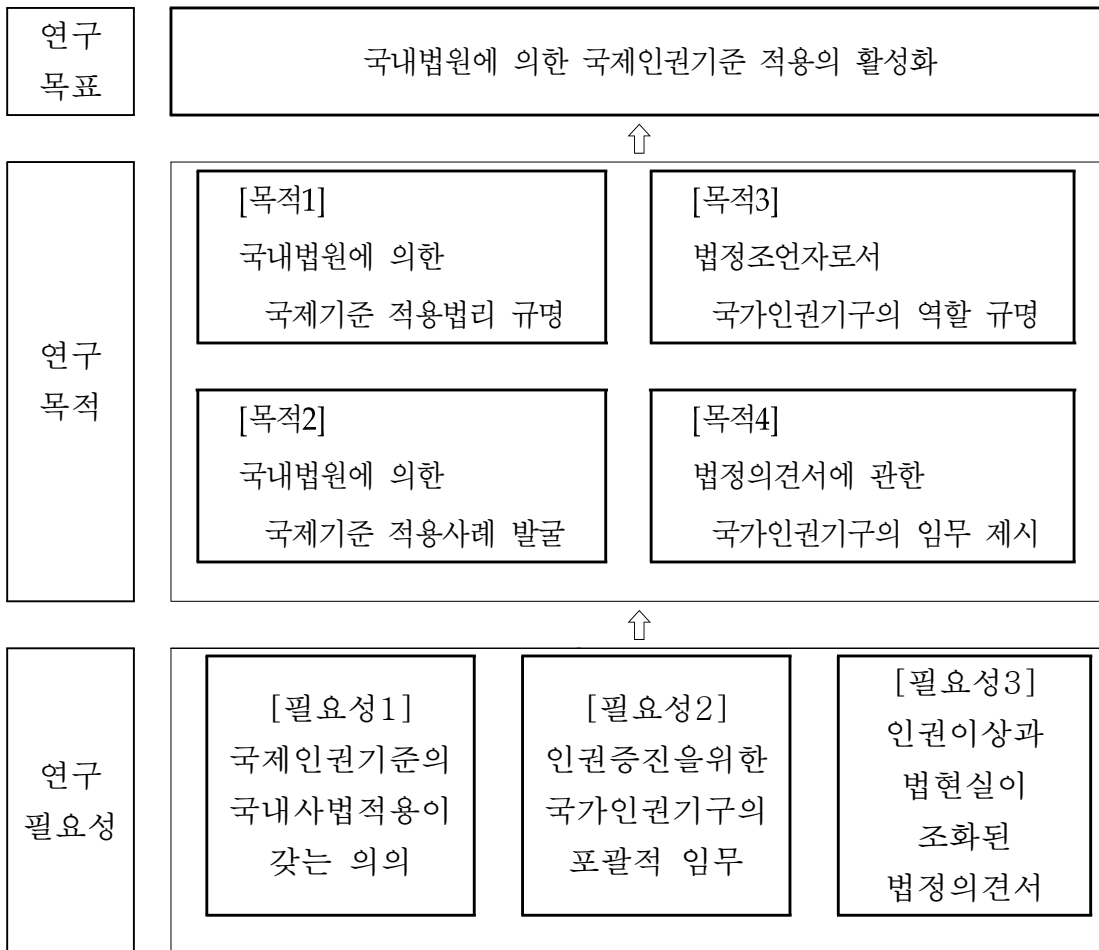 연구
목표
국내법원에 의한 국제인권기준 적용의 활성화
⇧
연구
목적
[목적1]
국내법원에 의한
국제기준 적용법리 규명
[목적3]
법정조언자로서
국가인권기구의 역할 규명
[목적2]
국내법원에 의한
국제기준 적용사례 발굴
[목적4]
법정의견서에 관한
국가인권기구의 임무 제시
⇧
연구
필요성
[필요성1]
국제인권기준의
국내사법적용이
갖는 의의
[필요성2]
인권증진을위한
국가인권기구의
포괄적 임무
[필요성3]
인권이상과
법현실이
조화된
법정의견서